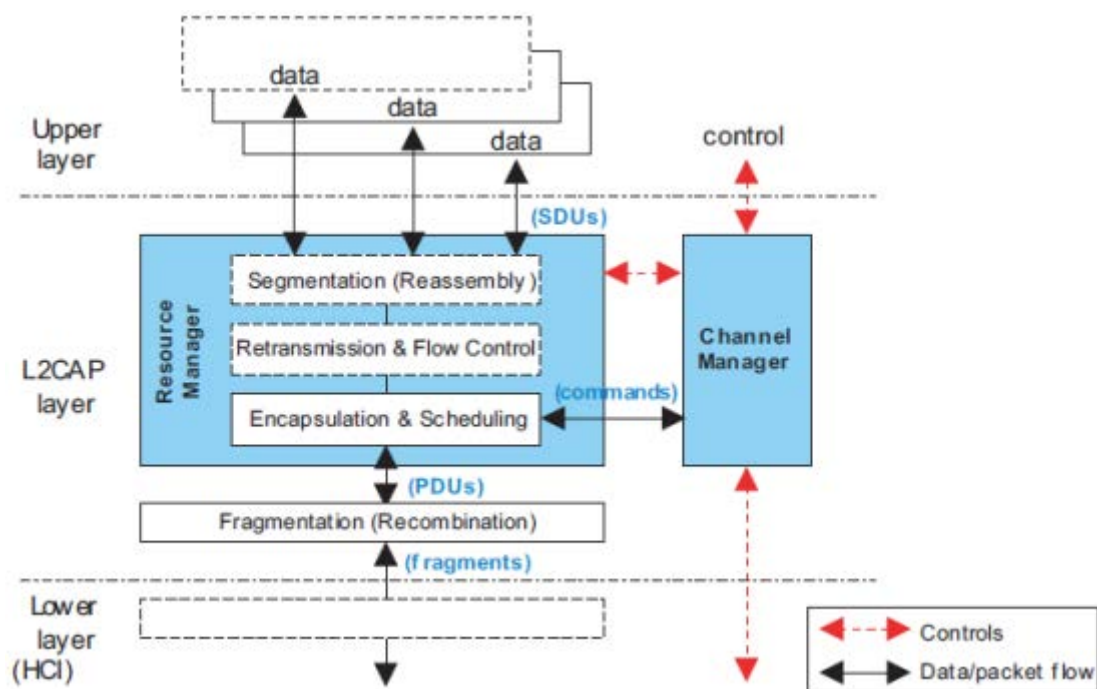 data
data
data
Upper
layer
control
(SDUs)
Segmentation (Reassembly)
Resource
Manager
Retransmission & Flow Control
Channel
Manager
L2CAP
layer
(commands)
Encapsulation & Scheduling
(PDUs)
Fragmentation (Recombination)
(fragments)
Lower
layer
(HCI)
Controls
Data/packet flow